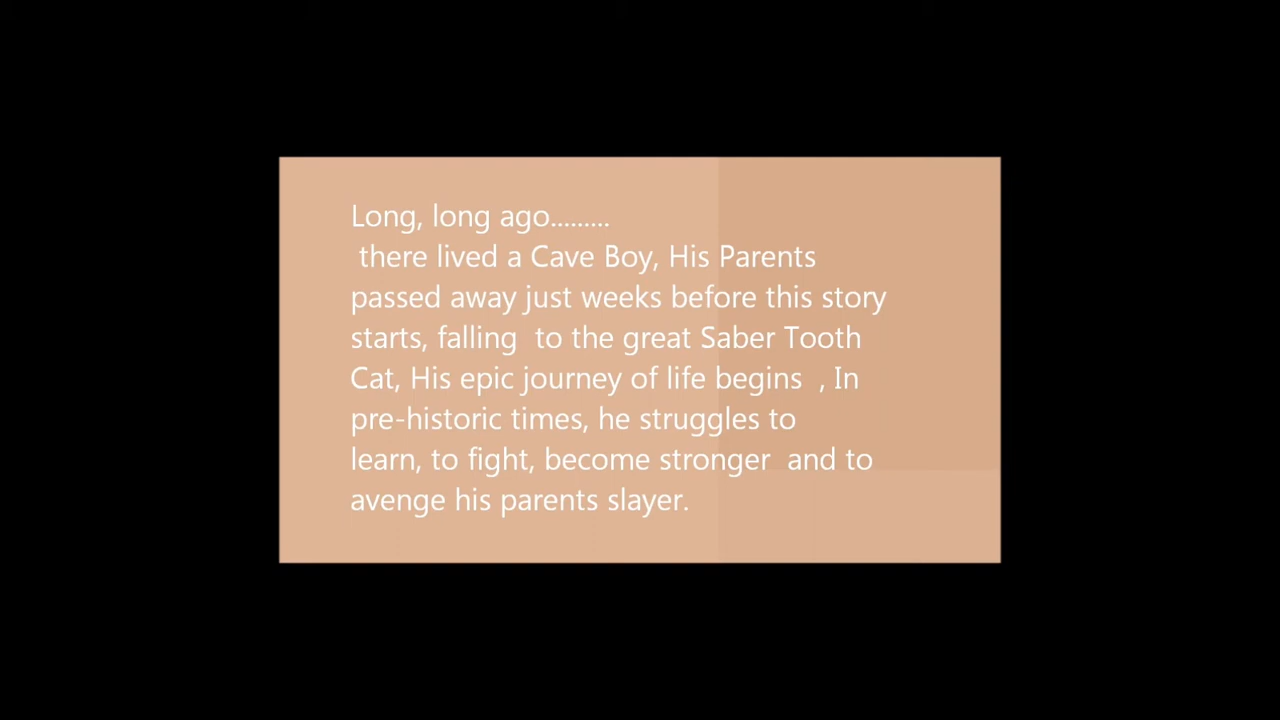 Long, long ago.........
there lived a Cave Boy, His Parents
passed away just weeks before this story
starts, falling  to the great Saber Tooth
Cat, His epic journey of life begins  , In
pre-historic times, he struggles to
learn, to fight, become stronger  and to
avenge his parents slayer.